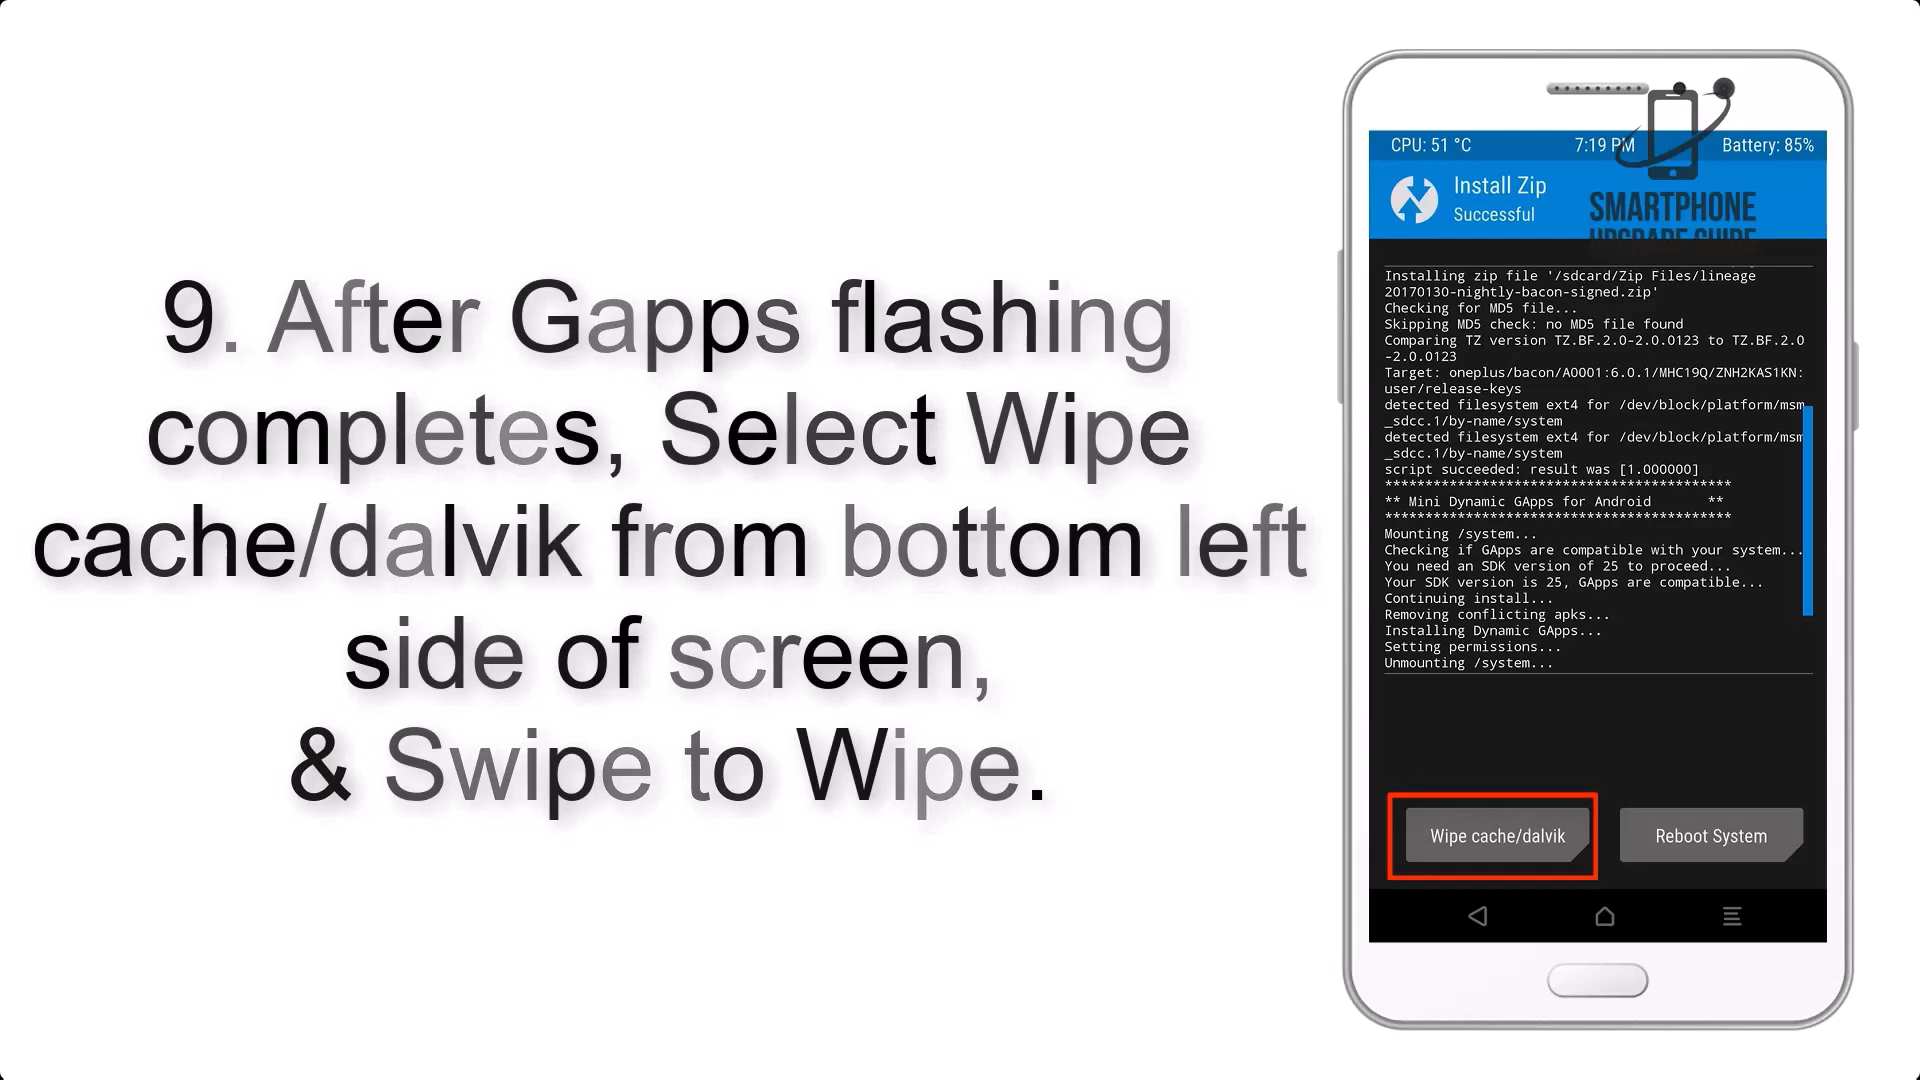 9. After Gapps flashing
completes, Select Wipe
cache/dalvik from bottom left
side of screen,
& Swipe to Wipe.
CPU: 51 °C 7:19 PM Battery: 85%
Install Zip
Successful
SMARTPHONE
UPGRADE GUIDE
Installing zip file '/sdcard/Zip Files/lineage
20170130-nightly-bacon-signed.zip'
Checking for MD5 file...
Skipping MD5 check: no MD5 file found
Comparing TZ version TZ.BF.2.0-2.0.0123 to TZ.BF.2.0
-2.0.0123
Target: oneplus/bacon/A0001:6.0.1/MHC19Q/ZNH2KAS1KN:
user/release-keys
detected filesystem ext4 for /dev/block/platform/msm
_sdcc.1/by-name/system
detected filesystem ext4 for /dev/block/platform/msm
_sdcc.1/by-name/system
script succeeded: result was [1.000000]
*******************************************
** Mini Dynamic GApps for Android **
*******************************************
Mounting /system...
Checking if GApps are compatible with your system...
You need an SDK version of 25 to proceed...
Your SDK version is 25, GApps are compatible...
Continuing install...
Removing conflicting apks...
Installing Dynamic GApps...
Setting permissions...
Unmounting /system...
Wipe cache/dalvik Reboot System